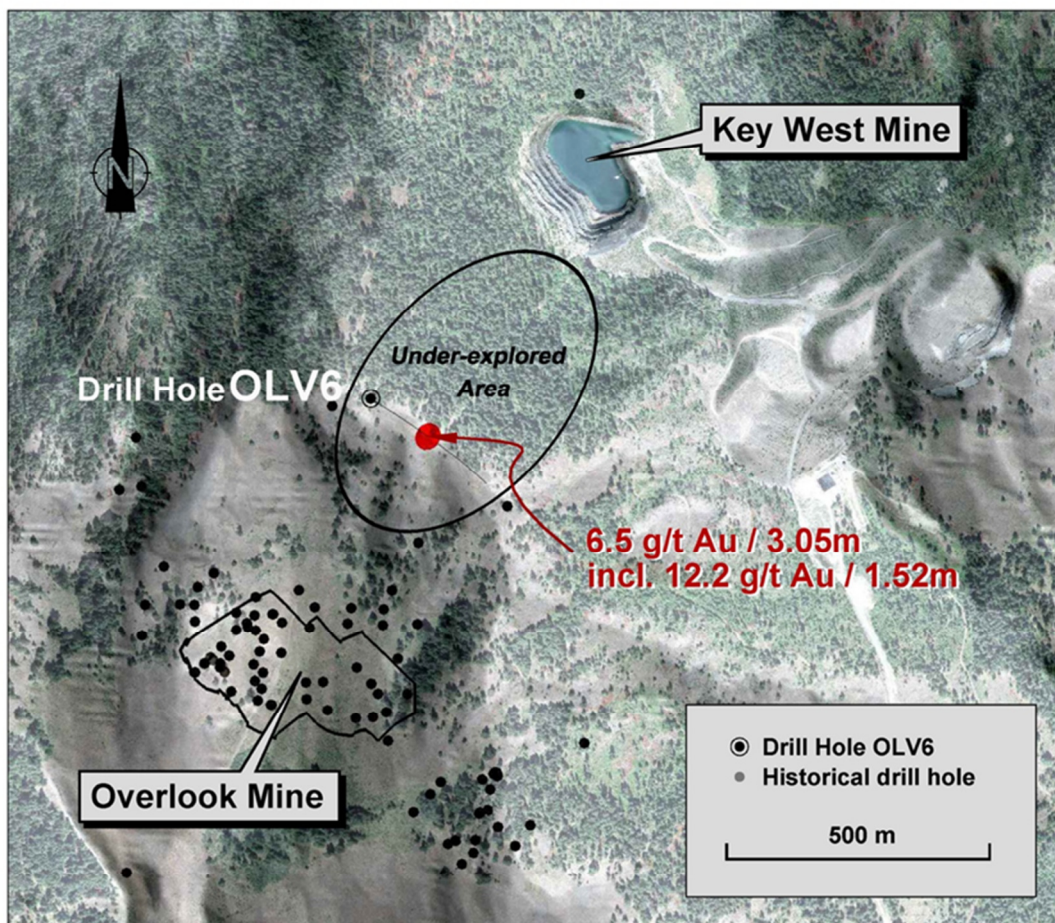 N
Key West Mine
Under-explored
Area
Drill Hole OLV6
6.5 g/t Au / 3.05m
incl. 12.2 g/t Au / 1.52m
Overlook Mine
Drill Hole OLV6
Historical drill hole
500 m